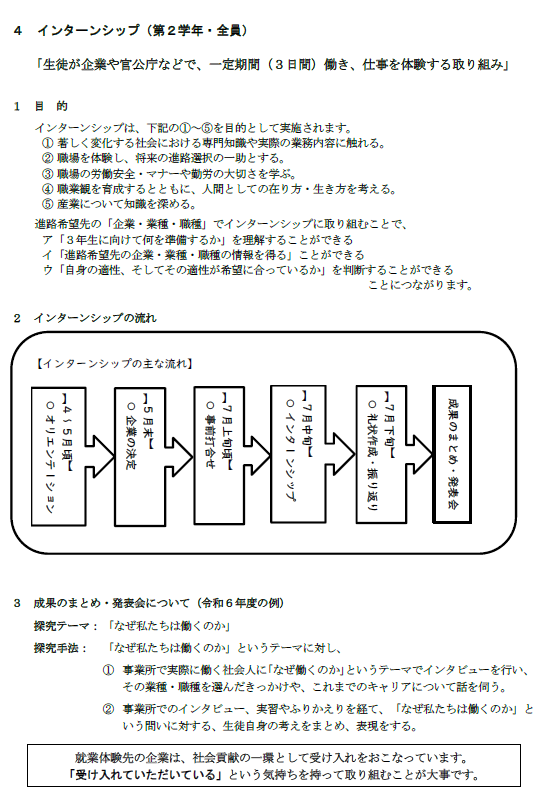 4　インターンシップ（第２学年・全員）
「生徒が企業や官公庁などで、一定期間（３日間）働き、仕事を体験する取り組み」
1　目　的
インターンシップは、下記の①～⑤を目的として実施されます。
① 著しく変化する社会における専門知識や実際の業務内容に触れる。
② 職場を体験し、将来の進路選択の一助とする。
③ 職場の労働安全・マナーや勤労の大切さを学ぶ。
④ 職業観を育成するとともに、人間としての在り方・生き方を考える。
⑤ 産業について知識を深める。
進路希望先の「企業・業種・職種」でインターンシップに取り組むことで、
ア「３年生に向けて何を準備するか」を理解することができる
イ「進路希望先の企業・業種・職種の情報を得る」ことができる
ウ「自身の適性、そしてその適性が希望に合っているか」を判断することができる
ことにつながります。
2　インターンシップの流れ
【インターンシップの主な流れ】
【４～５月頃】
○ オリエンテーション
【５月末】
○ 企業の決定
【７月上旬頃】
○ 事前打合せ
【７月中旬】
○ インターンシップ
【７月下旬】
○ 礼状作成・振り返り
成果のまとめ・発表会
3　成果のまとめ・発表会について（令和６年度の例）
探究テーマ：「なぜ私たちは働くのか」
探究手法：　「なぜ私たちは働くのか」というテーマに対し、
①　事業所で実際に働く社会人に「なぜ働くのか」というテーマでインタビューを行い、
その業種・職種を選んだきっかけや、これまでのキャリアについて話を伺う。
②　事業所でのインタビュー、実習やふりかえりを経て、「なぜ私たちは働くのか」と
いう問いに対する、生徒自身の考えをまとめ、表現をする。
就業体験先の企業は、社会貢献の一環として受け入れをおこなっています。
「受け入れていただいている」という気持ちを持って取り組むことが大事です。